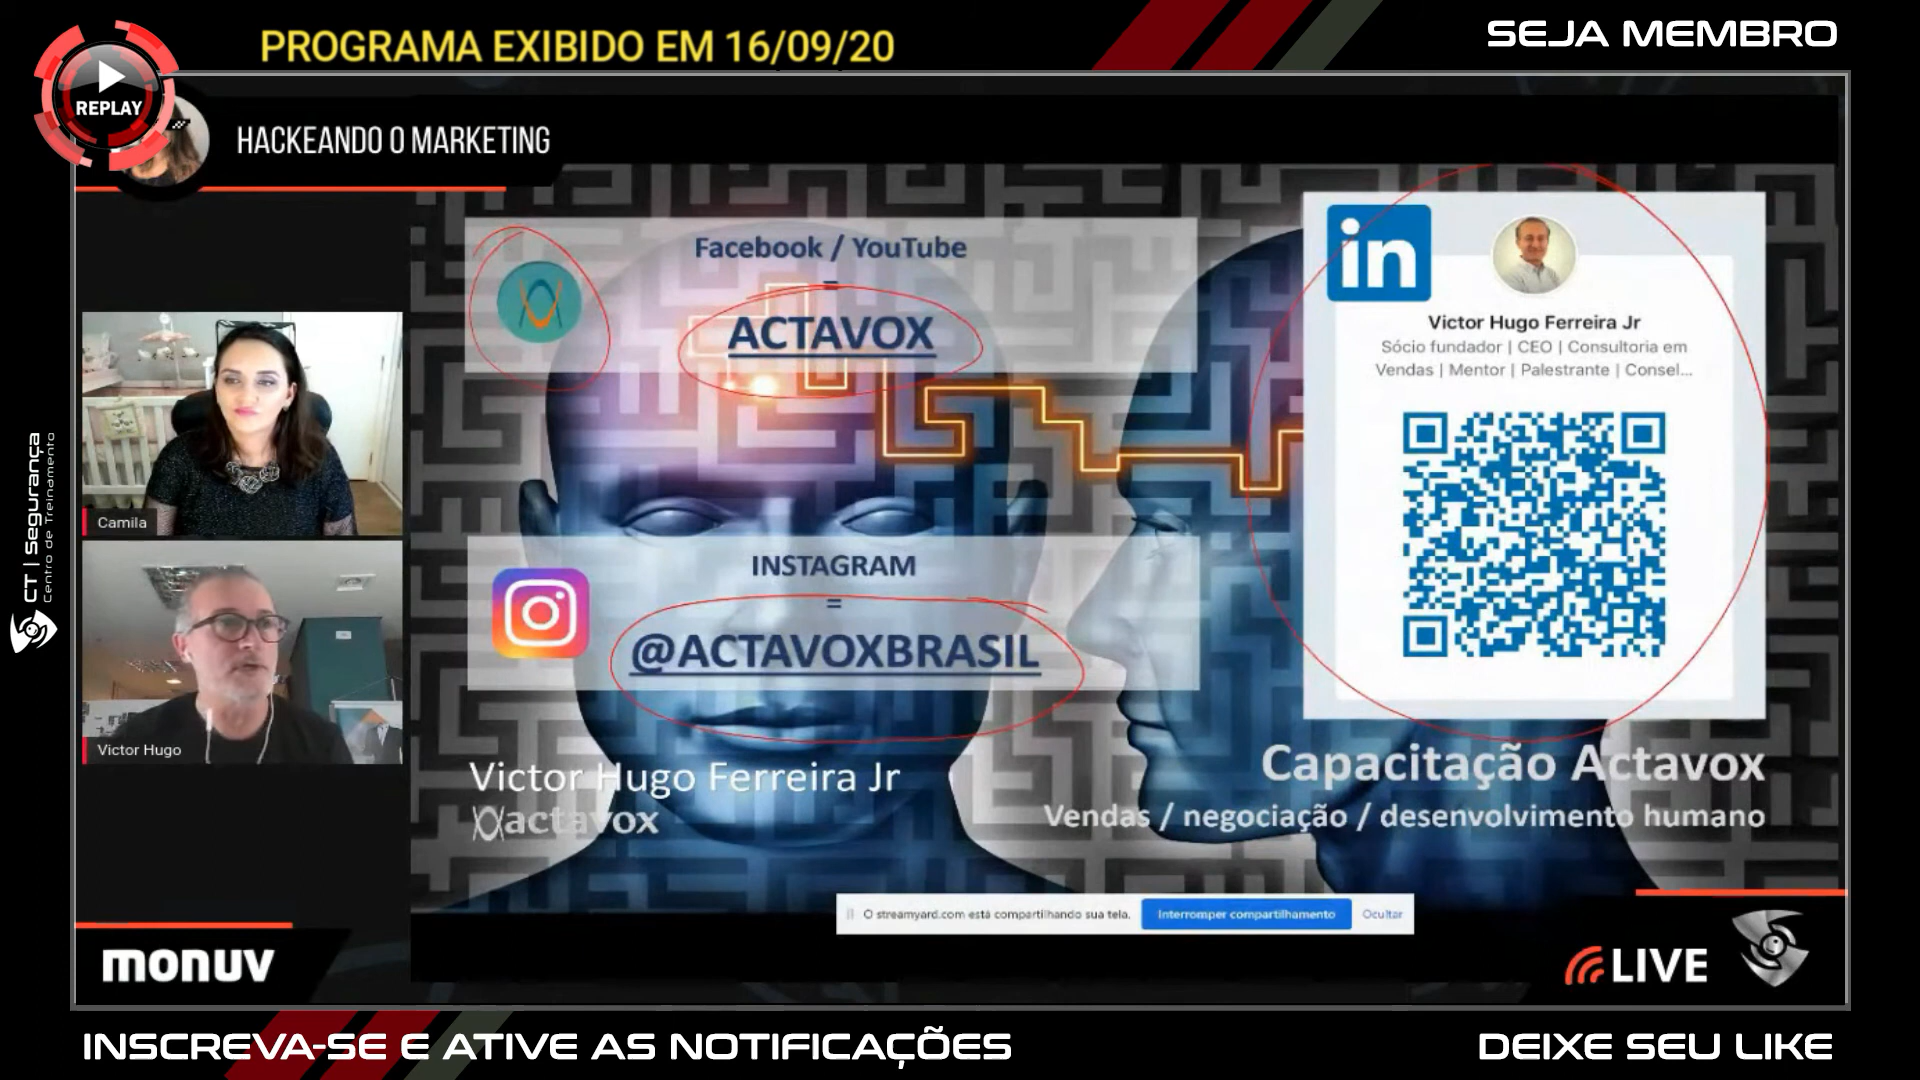 PROGRAMA EXIBIDO EM 16/09/20
SEJA MEMBRO
REPLAY
HACKEANDO O MARKETING
Facebook / YouTube
=
ACTAVOX
in
Victor Hugo Ferreira Jr
Sócio fundador | CEO | Consultoria em
Vendas | Mentor | Palestrante | Consel...
CT | Segurança
Centro de Treinamento
Camila
INSTAGRAM
=
@ACTAVOXBRASIL
Victor Hugo
Victor Hugo Ferreira Jr
actavox
Capacitação Actavox
Vendas / negociação / desenvolvimento humano
O streamyard.com está compartilhando sua tela.
Interromper compartilhamento
Ocultar
monuv
LIVE
INSCREVA-SE E ATIVE AS NOTIFICAÇÕES
DEIXE SEU LIKE